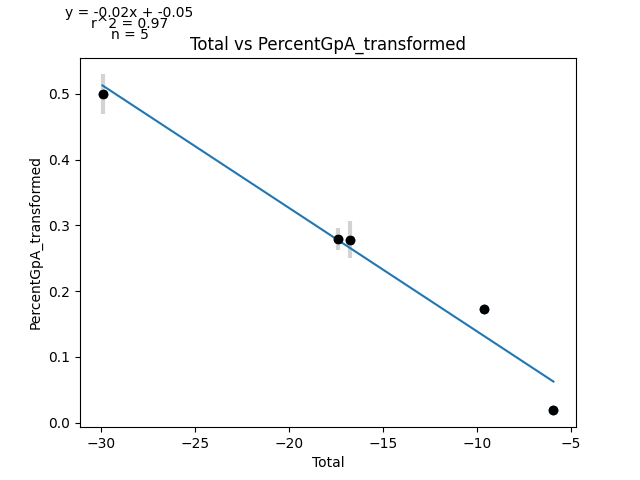 y = -0.02x + -0.05
r^2 = 0.97
n = 5
Total vs PercentGpA_transformed
PercentGpA_transformed
0.5
0.4
0.3
0.2
0.1
0.0
−30
−25
−20
−15
−10
−5
Total